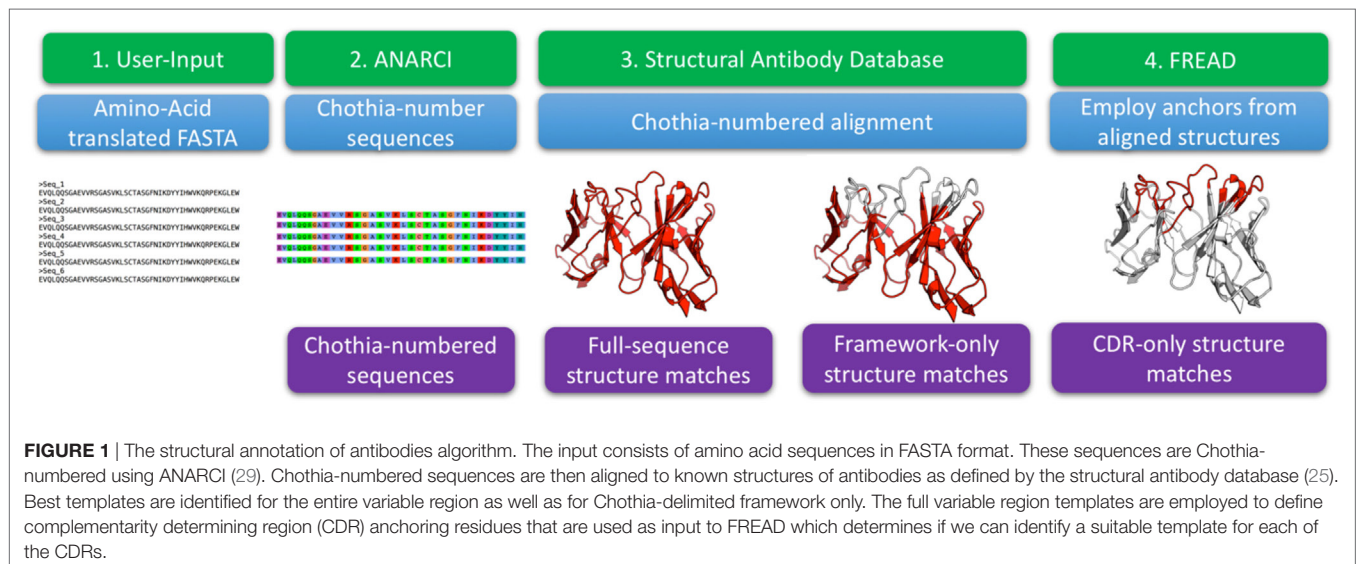 1. User-Input
2. ANARCI
3. Structural Antibody Database
4. FREAD
Amino-Acid
translated FASTA
Chothia-number
sequences
Chothia-numbered alignment
Employ anchors from
aligned structures
>Seq_1
EVQLQQSGAEVVRSGASVKLSCTASGFNIKDYYIHWVKQRPEKGLEW
>Seq_2
EVQLQQSGAEVVRSGASVKLSCTASGFNIKDYYIHWVKQRPEKGLEW
>Seq_3
EVQLQQSGAEVVRSGASVKLSCTASGFNIKDYYIHWVKQRPEKGLEW
>Seq_4
EVQLQQSGAEVVRSGASVKLSCTASGFNIKDYYIHWVKQRPEKGLEW
>Seq_5
EVQLQQSGAEVVRSGASVKLSCTASGFNIKDYYIHWVKQRPEKGLEW
>Seq_6
EVQLQQSGAEVVRSGASVKLSCTASGFNIKDYYIHWVKQRPEKGLEW
Chothia-numbered
sequences
Full-sequence
structure matches
Framework-only
structure matches
CDR-only structure
matches
FIGURE 1 | The structural annotation of antibodies algorithm. The input consists of amino acid sequences in FASTA format. These sequences are Chothia-
numbered using ANARCI (29). Chothia-numbered sequences are then aligned to known structures of antibodies as defined by the structural antibody database (25).
Best templates are identified for the entire variable region as well as for Chothia-delimited framework only. The full variable region templates are employed to define
complementarity determining region (CDR) anchoring residues that are used as input to FREAD which determines if we can identify a suitable template for each of
the CDRs.